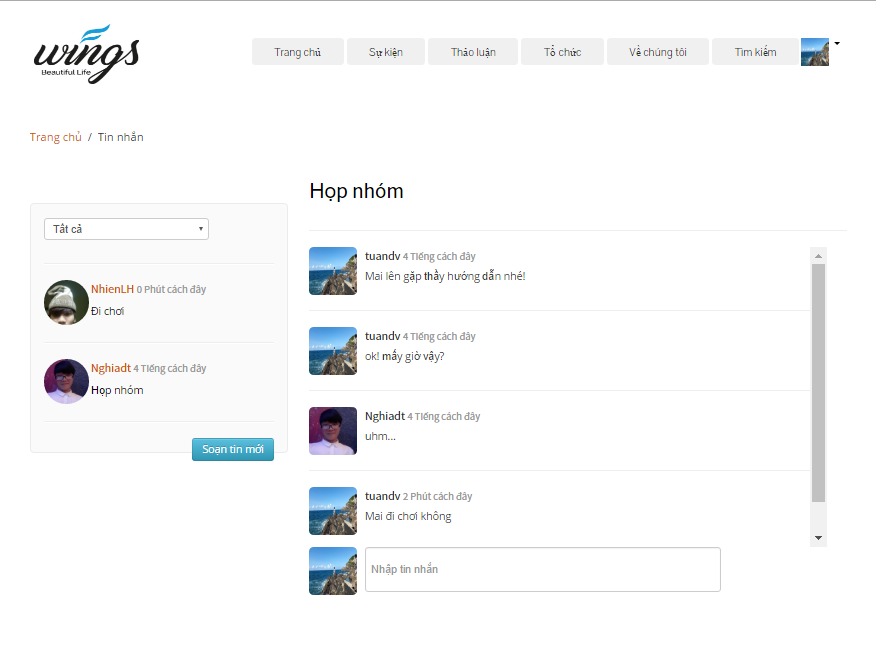 wings
Beautiful Life
Trang chủ
Sự kiện
Thảo luận
Tổ chức
Về chúng tôi
Tìm kiếm
Trang chủ / Tin nhắn
Họp nhóm
Tất cả
NhienLH 0 Phút cách đây
Đi chơi
Nghiadt 4 Tiếng cách đây
Họp nhóm
Soạn tin mới
tuandv 4 Tiếng cách đây
Mai lên gặp thầy hướng dẫn nhé!
tuandv 4 Tiếng cách đây
ok! mấy giờ vậy?
Nghiadt 4 Tiếng cách đây
uhm...
tuandv 2 Phút cách đây
Mai đi chơi không
Nhập tin nhắn